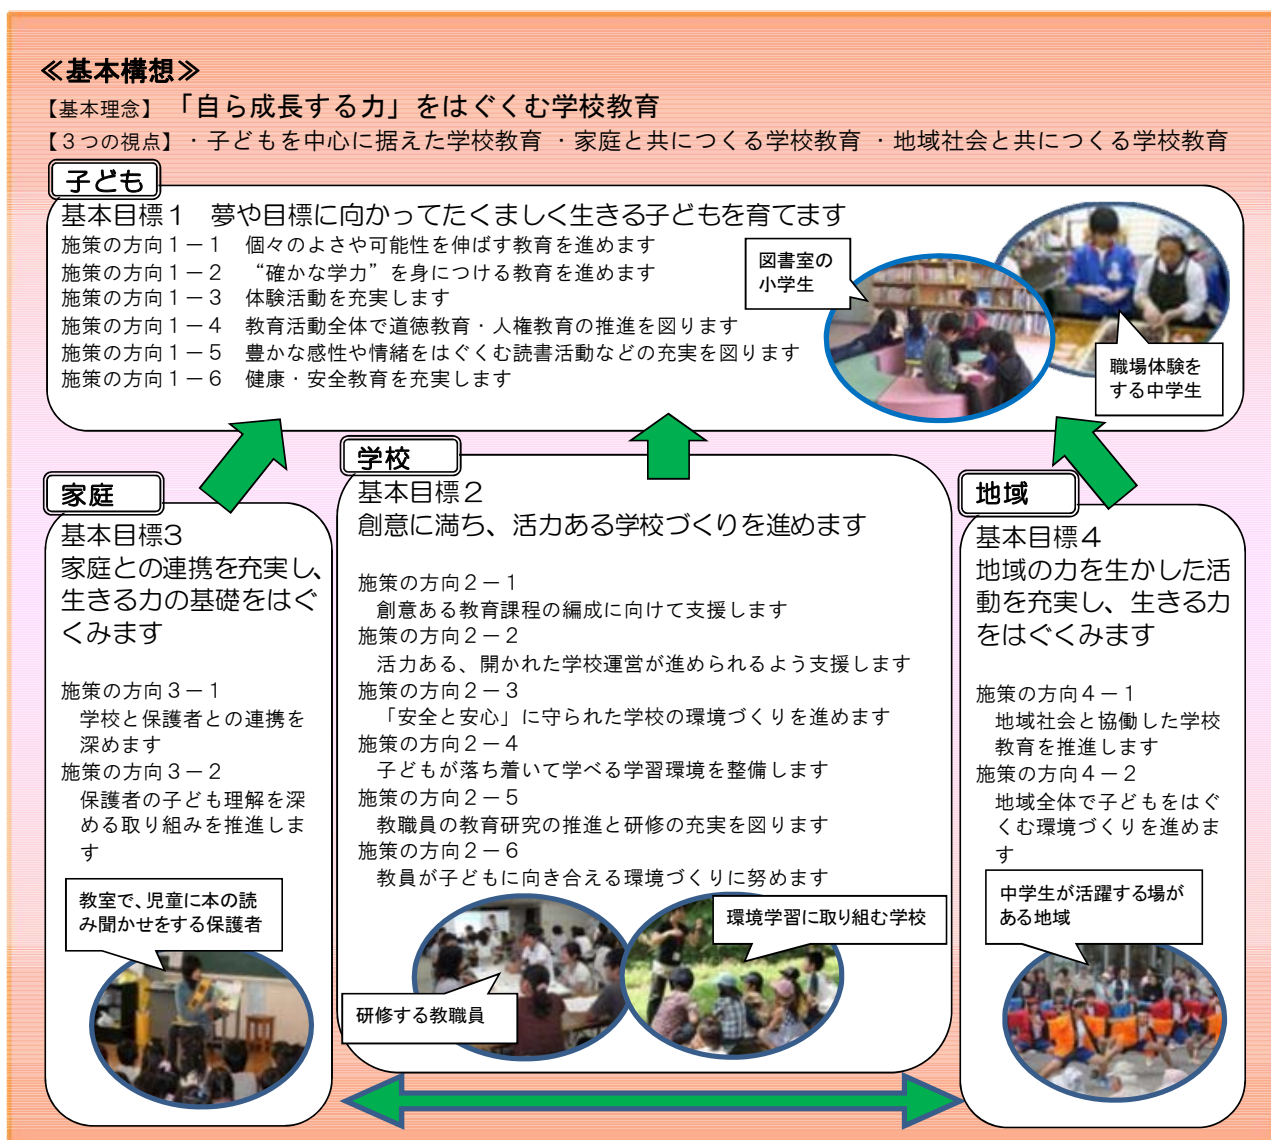 ≪基本構想≫
【基本理念】 「自ら成長する力」をはぐくむ学校教育
【３つの視点】・子どもを中心に据えた学校教育 ・家庭と共につくる学校教育 ・地域社会と共につくる学校教育
子ども
基本目標１　夢や目標に向かってたくましく生きる子どもを育てます
施策の方向１－１　個々のよさや可能性を伸ばす教育を進めます
施策の方向１－２　“確かな学力”を身につける教育を進めます
施策の方向１－３　体験活動を充実します
施策の方向１－４　教育活動全体で道徳教育・人権教育の推進を図ります
施策の方向１－５　豊かな感性や情緒をはぐくむ読書活動などの充実を図ります
施策の方向１－６　健康・安全教育を充実します
図書室の
小学生
職場体験を
する中学生
家庭
基本目標3
家庭との連携を充実し、
生きる力の基礎をはぐ
くみます
施策の方向３－１
学校と保護者との連携を
深めます
施策の方向３－２
保護者の子ども理解を深
める取り組みを推進しま
す
教室で、児童に本の読
み聞かせをする保護者
学校
基本目標２
創意に満ち、活力ある学校づくりを進めます
施策の方向２－１
創意ある教育課程の編成に向けて支援します
施策の方向２－２
活力ある、開かれた学校運営が進められるよう支援します
施策の方向２－３
「安全と安心」に守られた学校の環境づくりを進めます
施策の方向２－４
子どもが落ち着いて学べる学習環境を整備します
施策の方向２－５
教職員の教育研究の推進と研修の充実を図ります
施策の方向２－６
教員が子どもに向き合える環境づくりに努めます
環境学習に取り組む学校
研修する教職員
地域
基本目標４
地域の力を生かした活
動を充実し、生きる力
をはぐくみます
施策の方向４－１
地域社会と協働した学校
教育を推進します
施策の方向４－２
地域全体で子どもをはぐ
くむ環境づくりを進めま
す
中学生が活躍する場が
ある地域